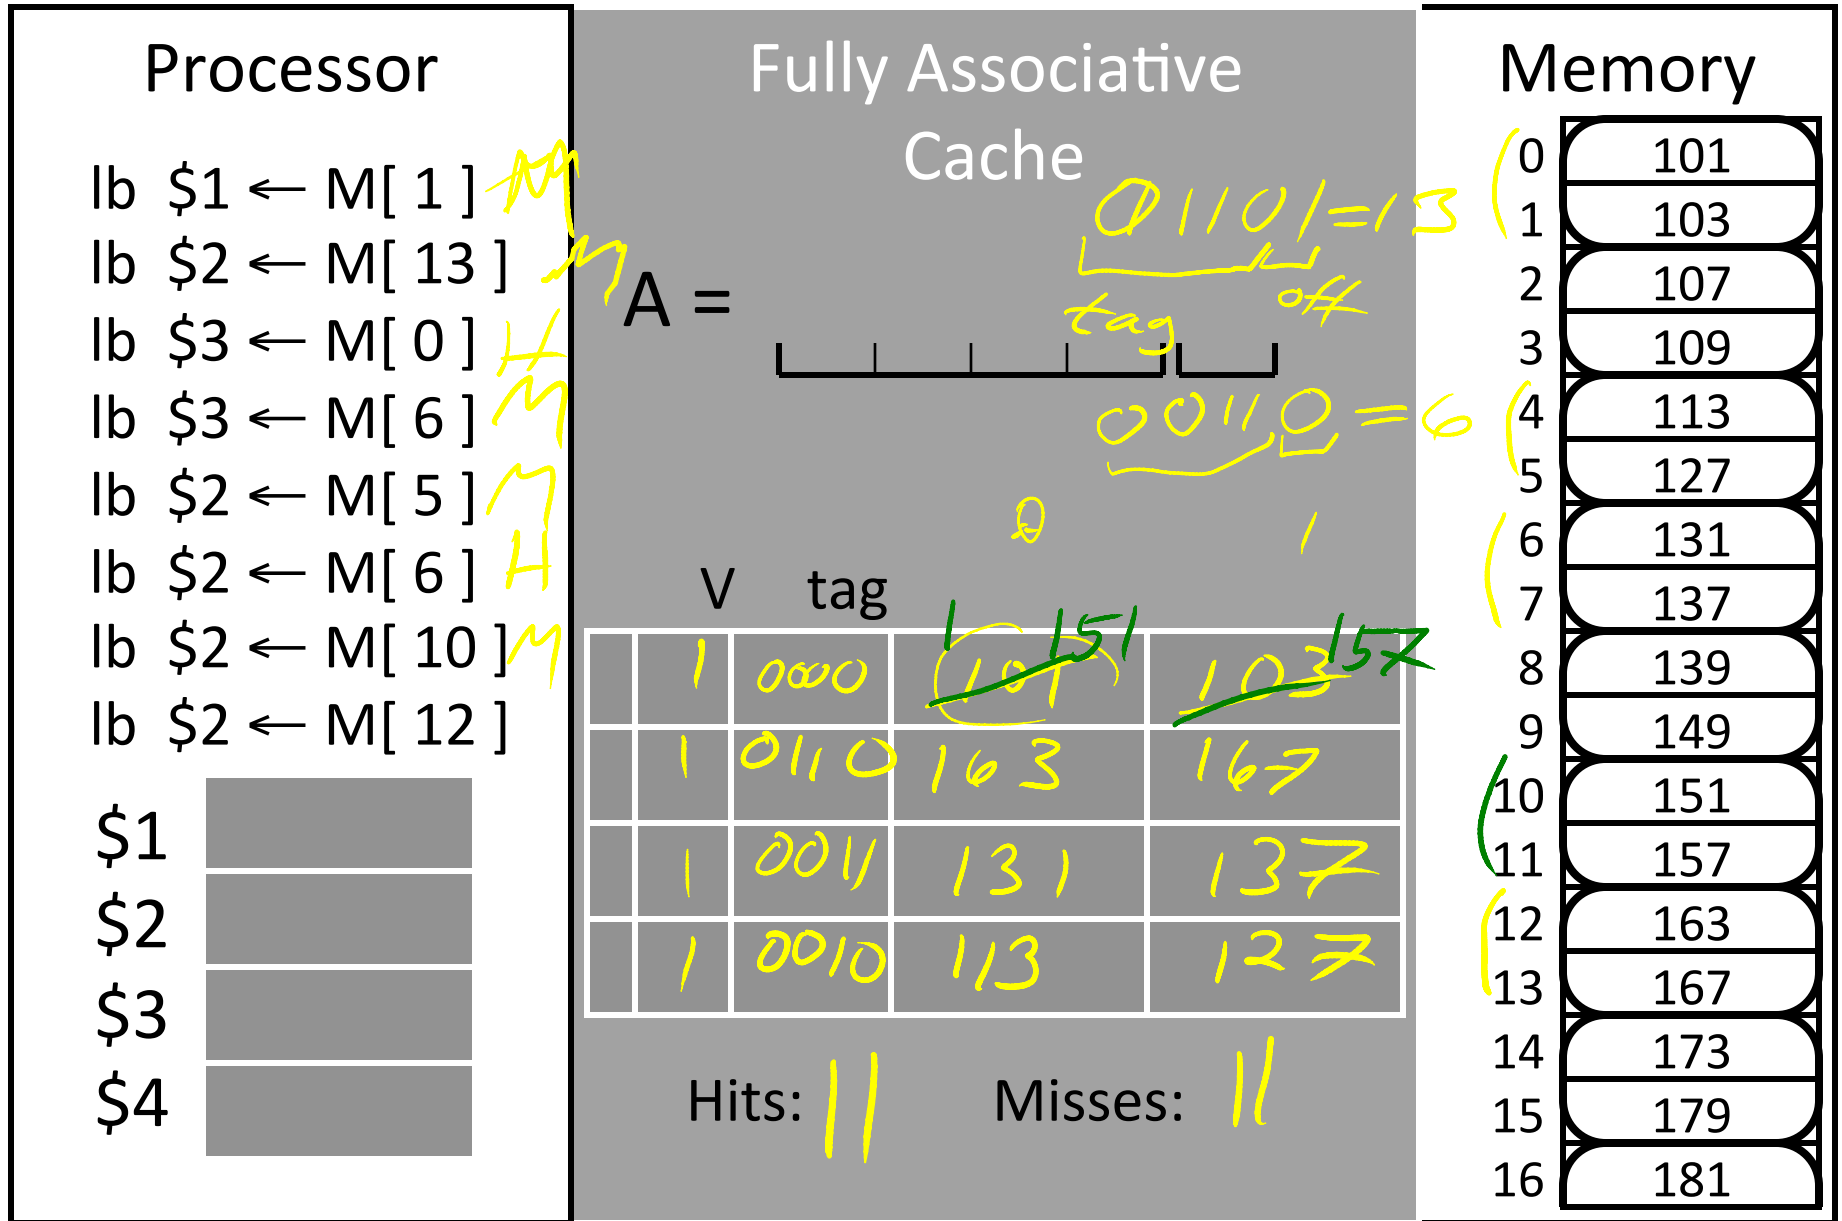 Processor
lb $1 ← M[ 1 ] M
lb $2 ← M[ 13 ] M
lb $3 ← M[ 0 ] H
lb $3 ← M[ 6 ] M
lb $2 ← M[ 5 ] M
lb $2 ← M[ 6 ] H
lb $2 ← M[ 10 ] M
lb $2 ← M[ 12 ]
$1
$2
$3
$4
Fully Associative
Cache
01101=13
A =
tag off
00110=6
0 1
V tag
151 157
1 0000 101 103
1 0110 163 167
1 0011 131 137
1 0010 113 127
Hits: || Misses: ||
Memory
0 101
1 103
2 107
3 109
4 113
5 127
6 131
7 137
8 139
9 149
10 151
11 157
12 163
13 167
14 173
15 179
16 181